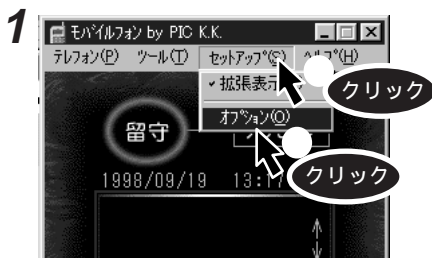 1
モバイルフォン by PIC K.K.
テレフォン(P) ツール(T) セットアップ(S) ヘルプ(H)
✓拡張表示
クリック
オプション(O)
留守
クリック
1998/09/19 13:17